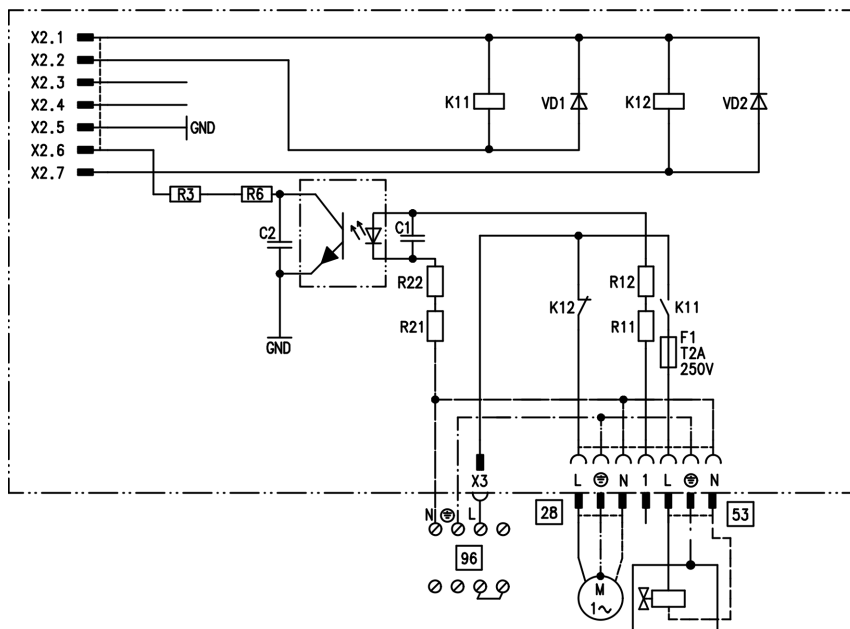 X2.1
X2.2
X2.3
X2.4
X2.5 GND
X2.6
X2.7
K11 VD1 K12 VD2
R3 R6
C2 C1
R22 R12
K12 K11
R21 R11
F1
T2A
250V
GND
X3
L N 1 L N
N L
28 53
96
M
1~